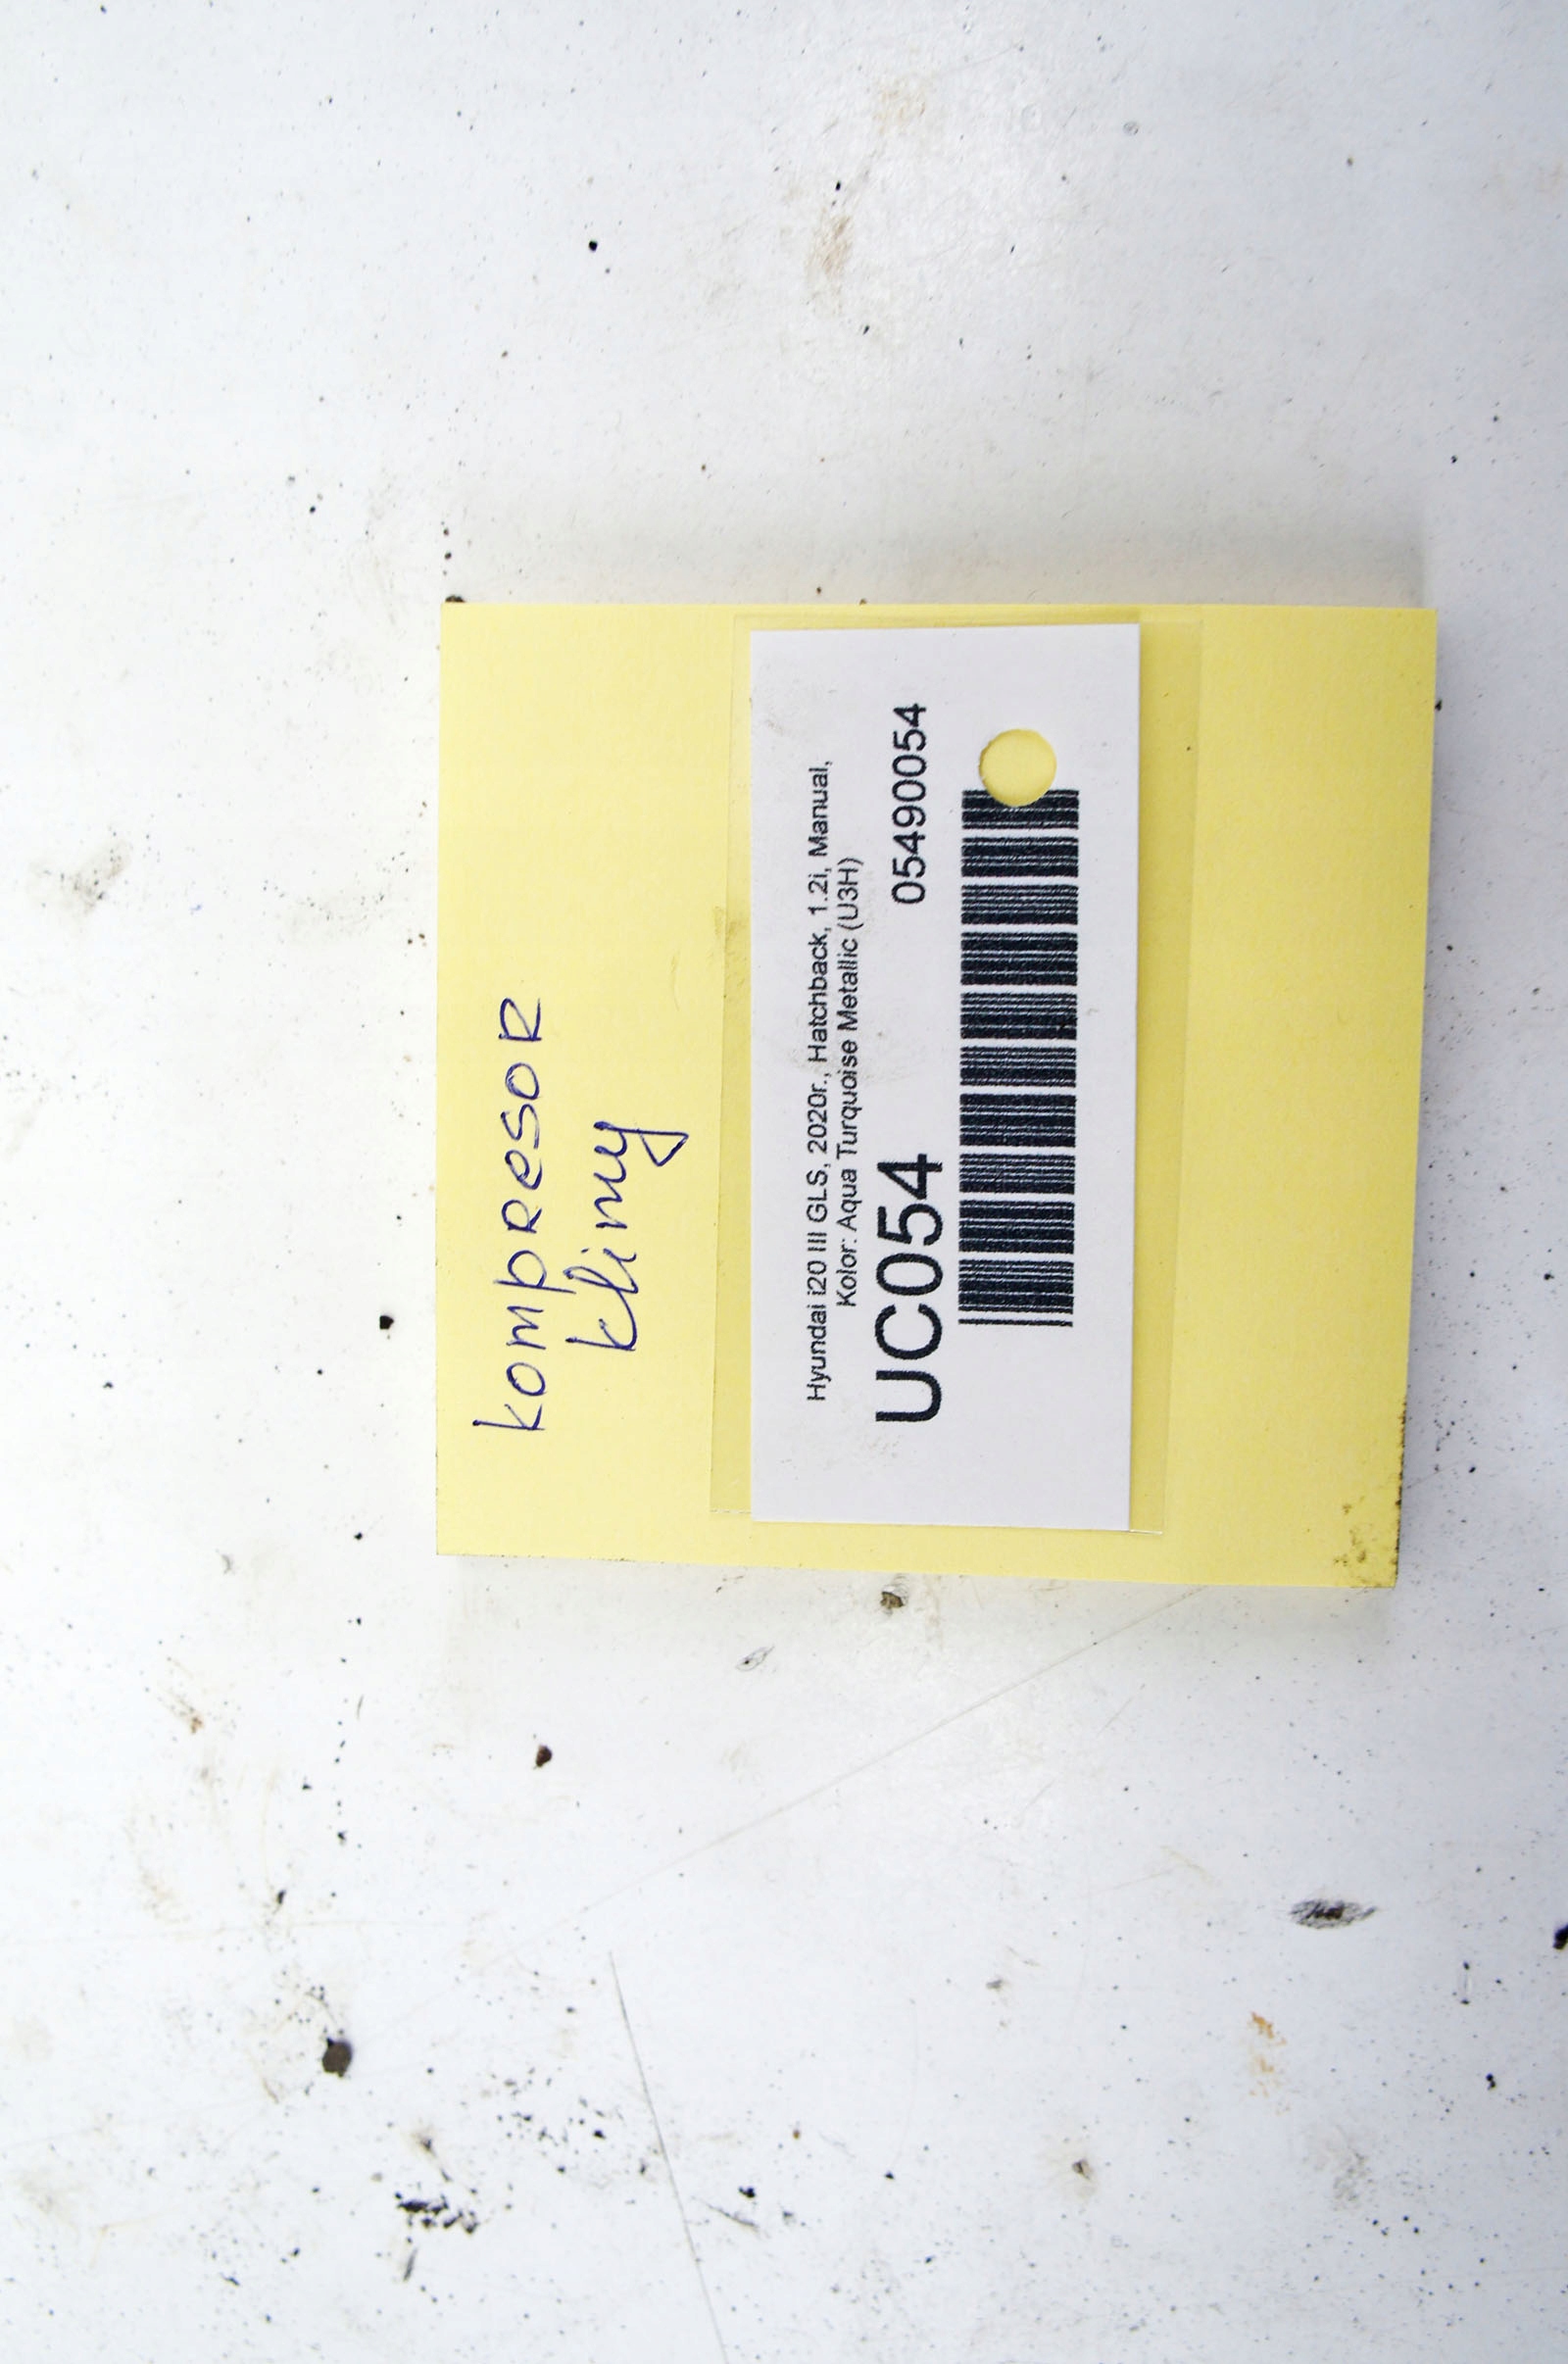 kompresor
klimy
Hyundai i20 III GLS, 2020r., Hatchback, 1.2i, Manual,
Kolor: Aqua Turquoise Metallic (U3H)
UC054 05490054